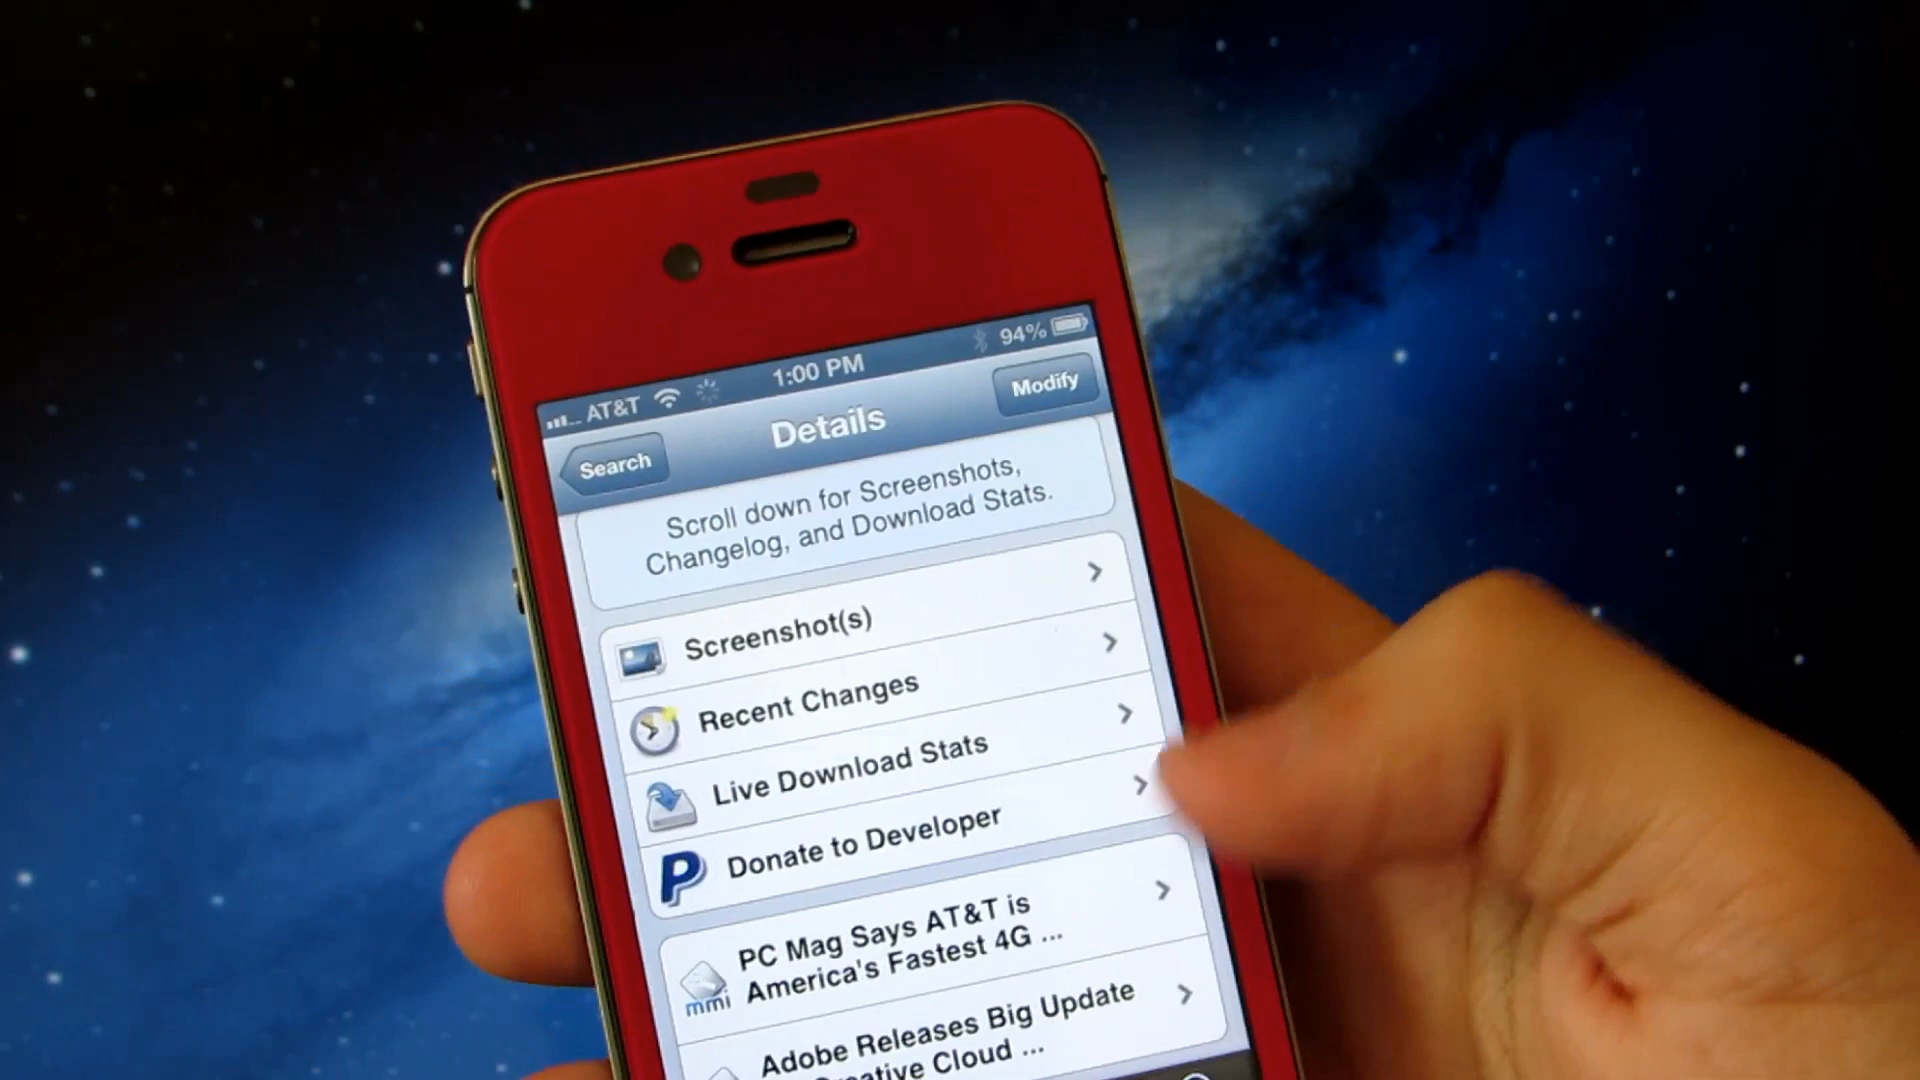 AT&T
1:00 PM
94%
Search
Details
Modify
Scroll down for Screenshots,
Changelog, and Download Stats.
Screenshot(s)
Recent Changes
Live Download Stats
P
Donate to Developer
mmi
PC Mag Says AT&T is
America's Fastest 4G ...
Adobe Releases Big Update
Creative Cloud ...